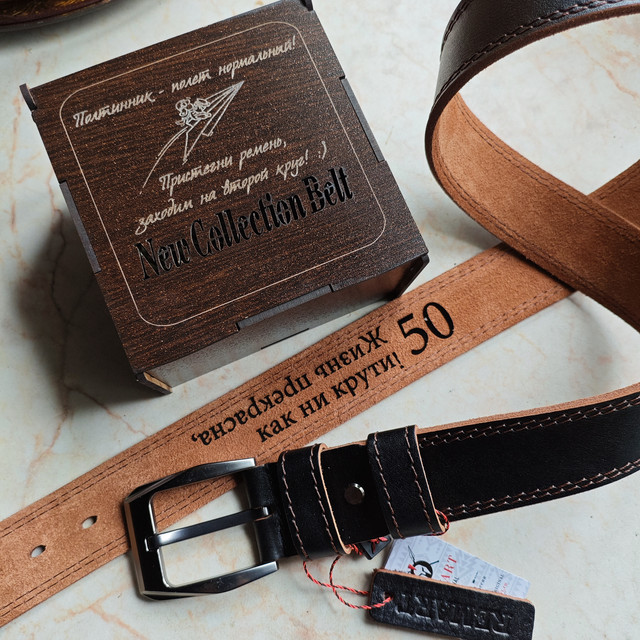 Полтинник - полет нормальный!
Пристегни ремень,
заходим на второй круг! :)
New Collection Belt
Жизнь прекрасна,
как ни крути!
50